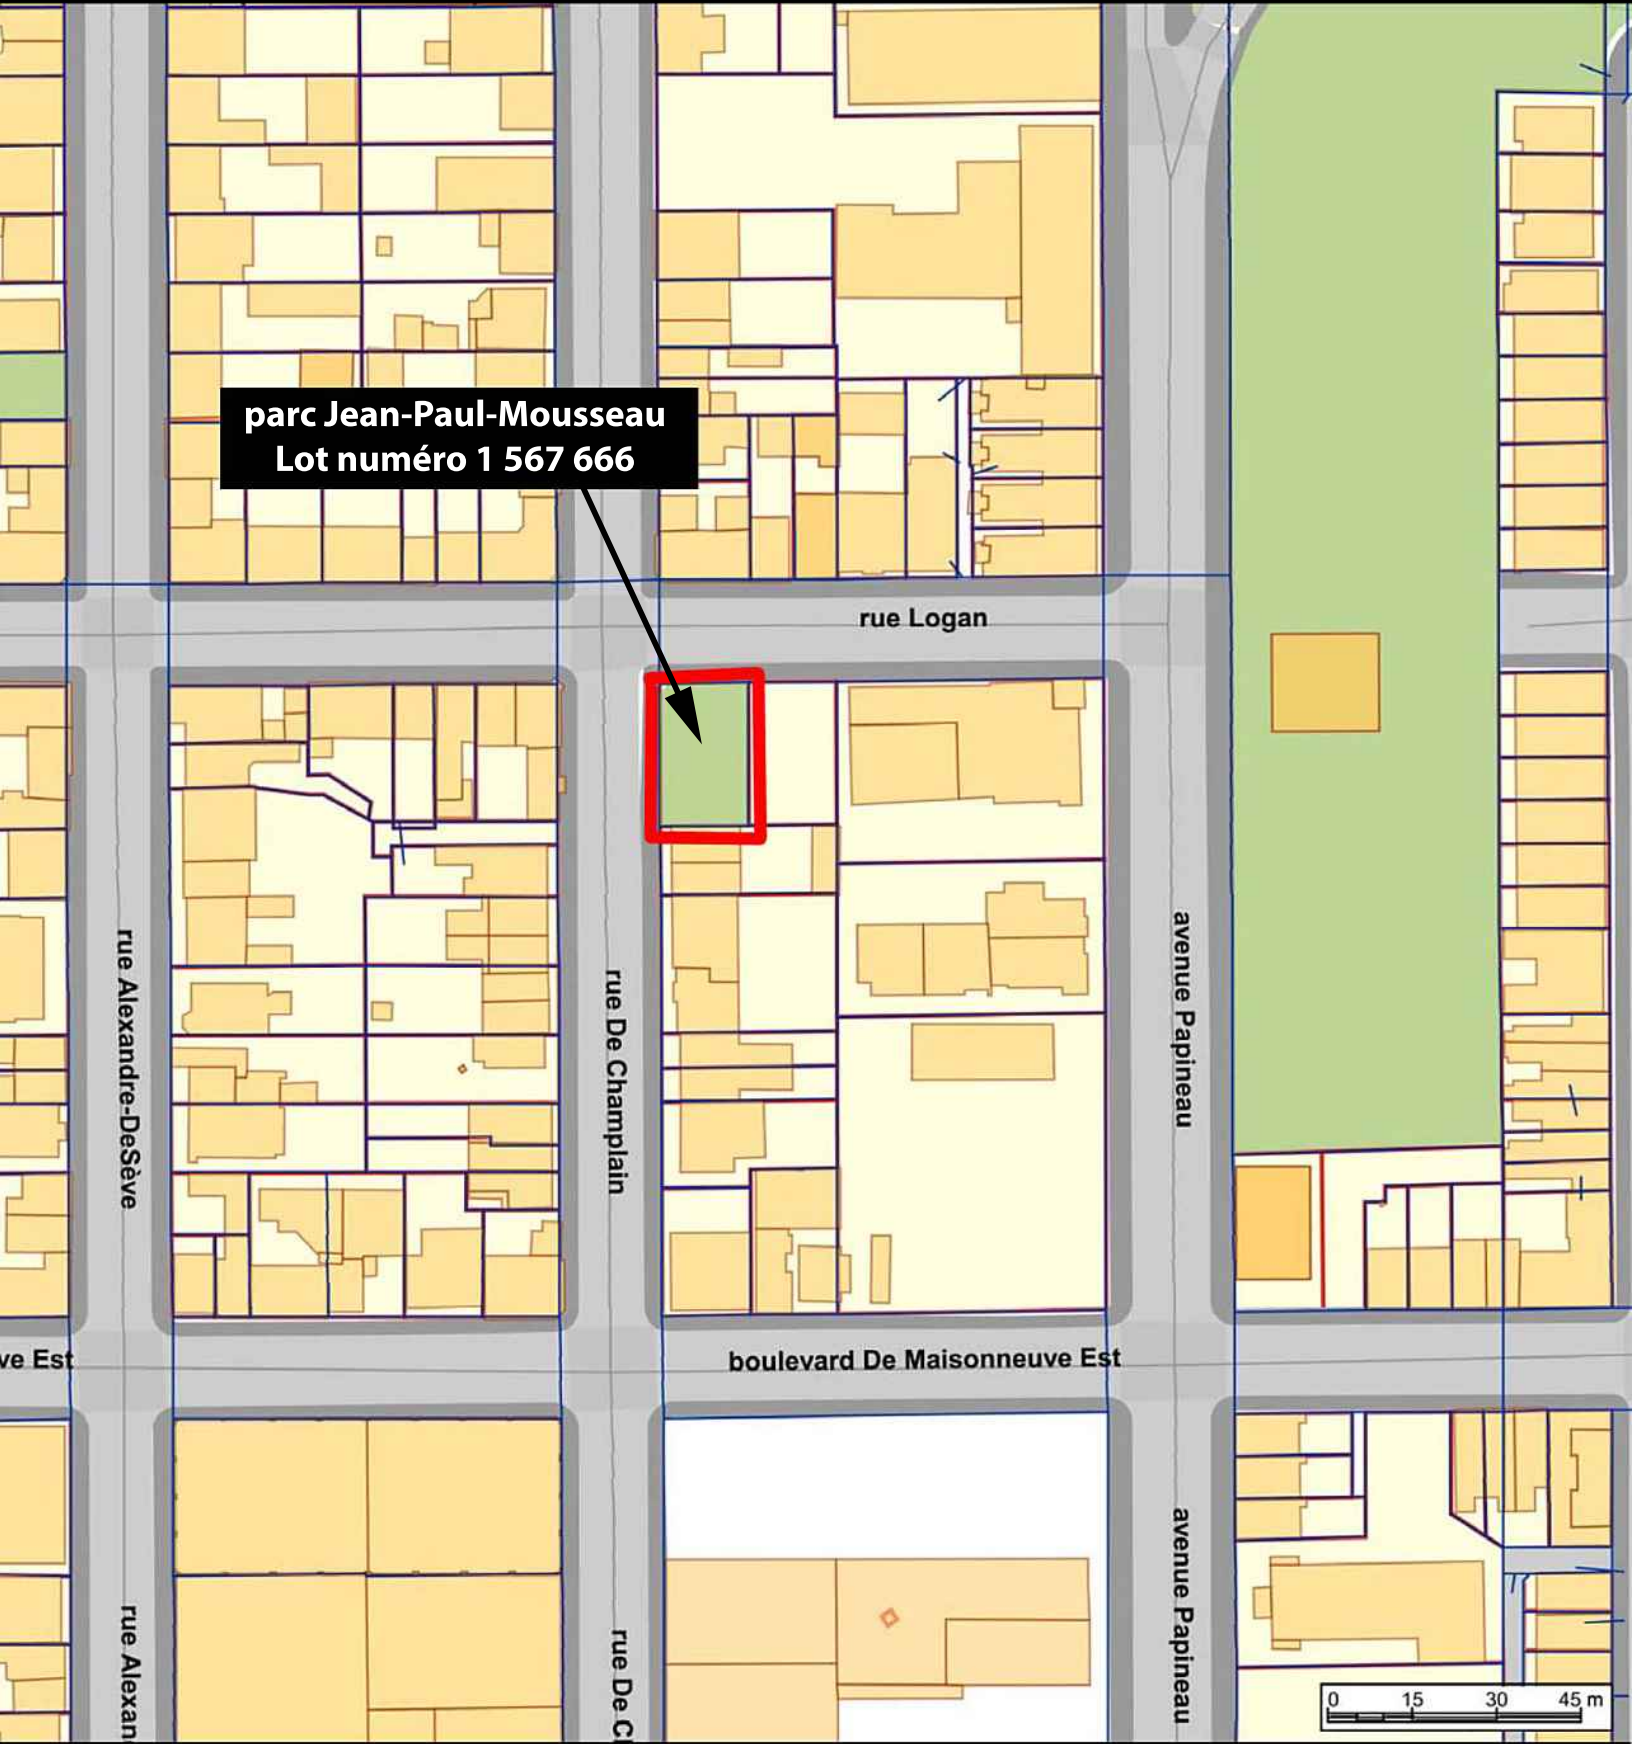 parc Jean-Paul-Mousseau
Lot numéro 1 567 666
rue Logan
rue Alexandre-DeSève
rue De Champlain
avenue Papineau
ve Est
boulevard De Maisonneuve Est
rue Alexan
rue De Cl
avenue Papineau
0 15 30 45 m